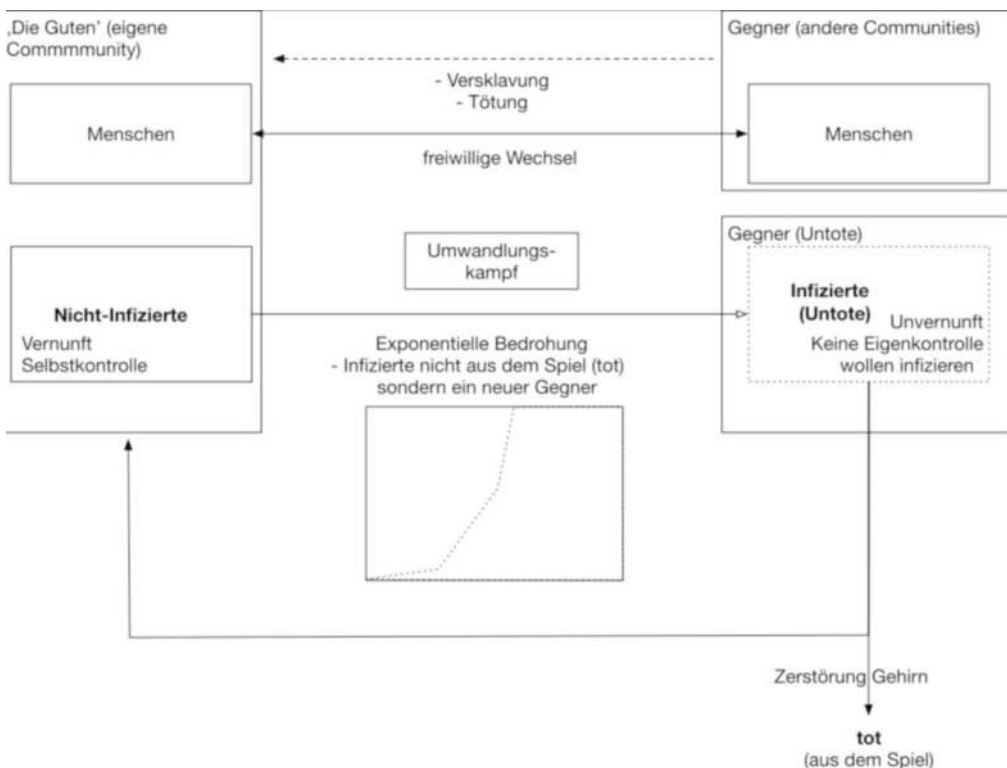 ‚Die Guten' (eigene
Commmmunity)
Gegner (andere Communities)
- Versklavung
- Tötung
Menschen
Menschen
freiwillige Wechsel
Gegner (Untote)
Umwandlungs-
kampf
Nicht-Infizierte
Vernunft
Selbstkontrolle
Infizierte
(Untote)
Unvernunft
Keine Eigenkontrolle
wollen infizieren
Exponentielle Bedrohung
- Infizierte nicht aus dem Spiel (tot)
sondern ein neuer Gegner
Zerstörung Gehirn
tot
(aus dem Spiel)